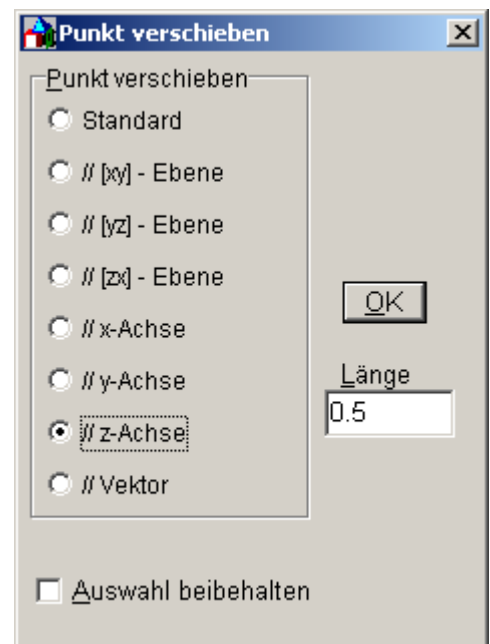 Punkt verschieben
Punkt verschieben
Standard
// [xy] - Ebene
// [yz] - Ebene
// [zx] - Ebene
// x-Achse
// y-Achse
// z-Achse
// Vektor
OK
Länge
0.5
Auswahl beibehalten